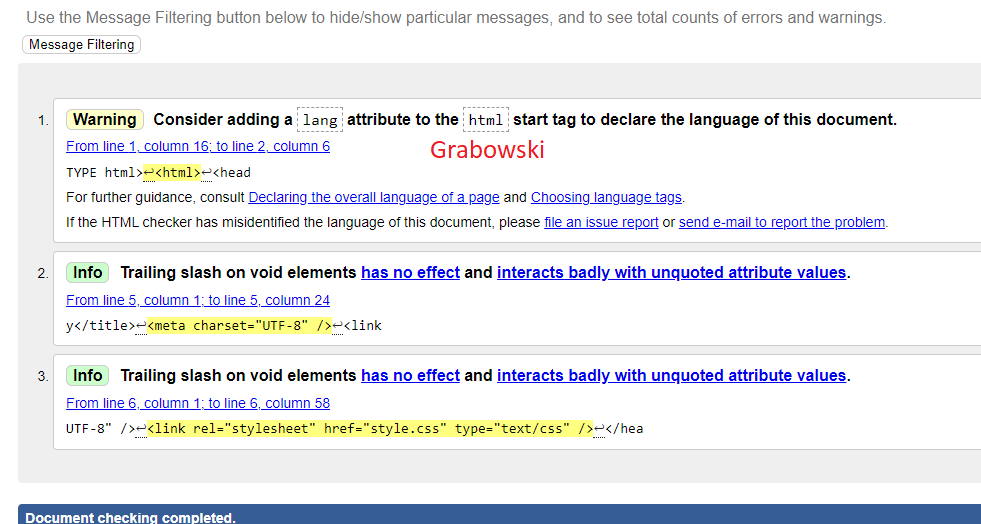 Use the Message Filtering button below to hide/show particular messages, and to see total counts of errors and warnings.
Message Filtering
1. Warning Consider adding a lang attribute to the html start tag to declare the language of this document.
From line 1, column 16; to line 2, column 6
Grabowski
TYPE html>↩<html>↩<head
For further guidance, consult Declaring the overall language of a page and Choosing language tags.
If the HTML checker has misidentified the language of this document, please file an issue report or send e-mail to report the problem.
2. Info Trailing slash on void elements has no effect and interacts badly with unquoted attribute values.
From line 5, column 1; to line 5, column 24
y</title>↩<meta charset="UTF-8" />↩<link
3. Info Trailing slash on void elements has no effect and interacts badly with unquoted attribute values.
From line 6, column 1; to line 6, column 58
UTF-8" />↩<link rel="stylesheet" href="style.css" type="text/css" />↩</hea
Document checking completed.